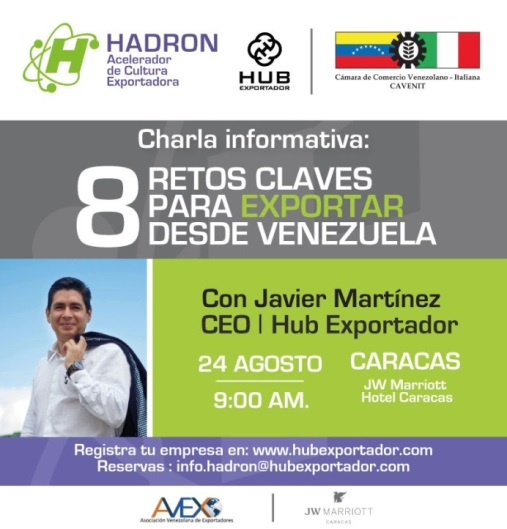 HADRON
Acelerador
de Cultura
Exportadora
HUB
EXPORTADOR
Cámara de Comercio Venezolano - Italiana
CAVENIT
Charla informativa:
8 RETOS CLAVES
PARA EXPORTAR
DESDE VENEZUELA
Con Javier Martínez
CEO | Hub Exportador
24 AGOSTO
9:00 AM.
CARACAS
JW Marriott
Hotel Caracas
Registra tu empresa en: www.hubexportador.com
Reservas : info.hadron@hubexportador.com
AVEX
Asociación Venezolana de Exportadores
JW MARRIOTT
CARACAS